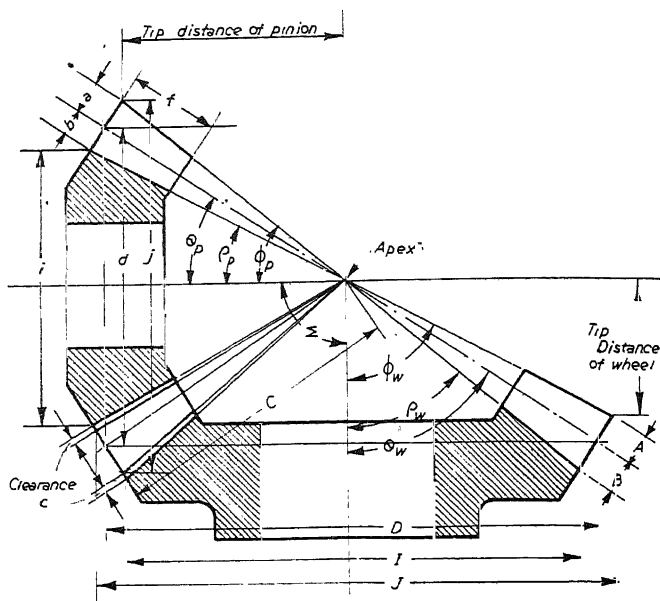 Tip distance of pinion
a
f
b
i
d
j
θp
ρp
φp
Apex
Σ
Tip
Distance
of wheel
φw
C
ρw
θw
A
B
Clearance
c
D
I
J